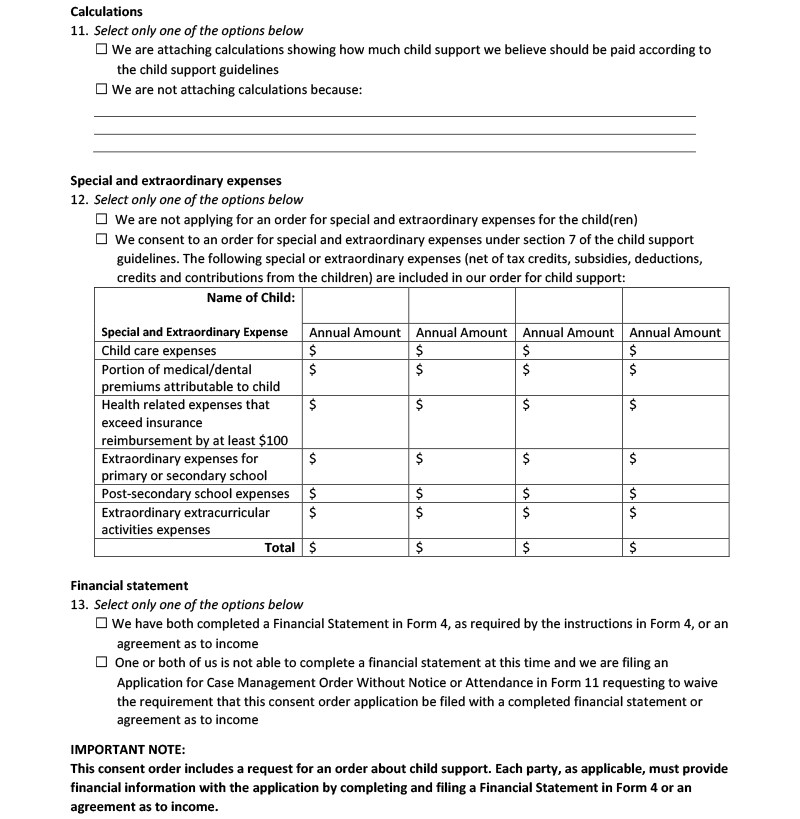 Calculations
11. Select only one of the options below
☐ We are attaching calculations showing how much child support we believe should be paid according to
the child support guidelines
☐ We are not attaching calculations because:
Special and extraordinary expenses
12. Select only one of the options below
☐ We are not applying for an order for special and extraordinary expenses for the child(ren)
☐ We consent to an order for special and extraordinary expenses under section 7 of the child support
guidelines. The following special or extraordinary expenses (net of tax credits, subsidies, deductions,
credits and contributions from the children) are included in our order for child support:
Name of Child:
Special and Extraordinary Expense Annual Amount Annual Amount Annual Amount Annual Amount
Child care expenses $ $ $ $
Portion of medical/dental $ $ $ $
premiums attributable to child
Health related expenses that $ $ $ $
exceed insurance
reimbursement by at least $100
Extraordinary expenses for $ $ $ $
primary or secondary school
Post-secondary school expenses $ $ $ $
Extraordinary extracurricular $ $ $ $
activities expenses
Total $ $ $ $
Financial statement
13. Select only one of the options below
☐ We have both completed a Financial Statement in Form 4, as required by the instructions in Form 4, or an
agreement as to income
☐ One or both of us is not able to complete a financial statement at this time and we are filing an
Application for Case Management Order Without Notice or Attendance in Form 11 requesting to waive
the requirement that this consent order application be filed with a completed financial statement or
agreement as to income
IMPORTANT NOTE:
This consent order includes a request for an order about child support. Each party, as applicable, must provide
financial information with the application by completing and filing a Financial Statement in Form 4 or an
agreement as to income.